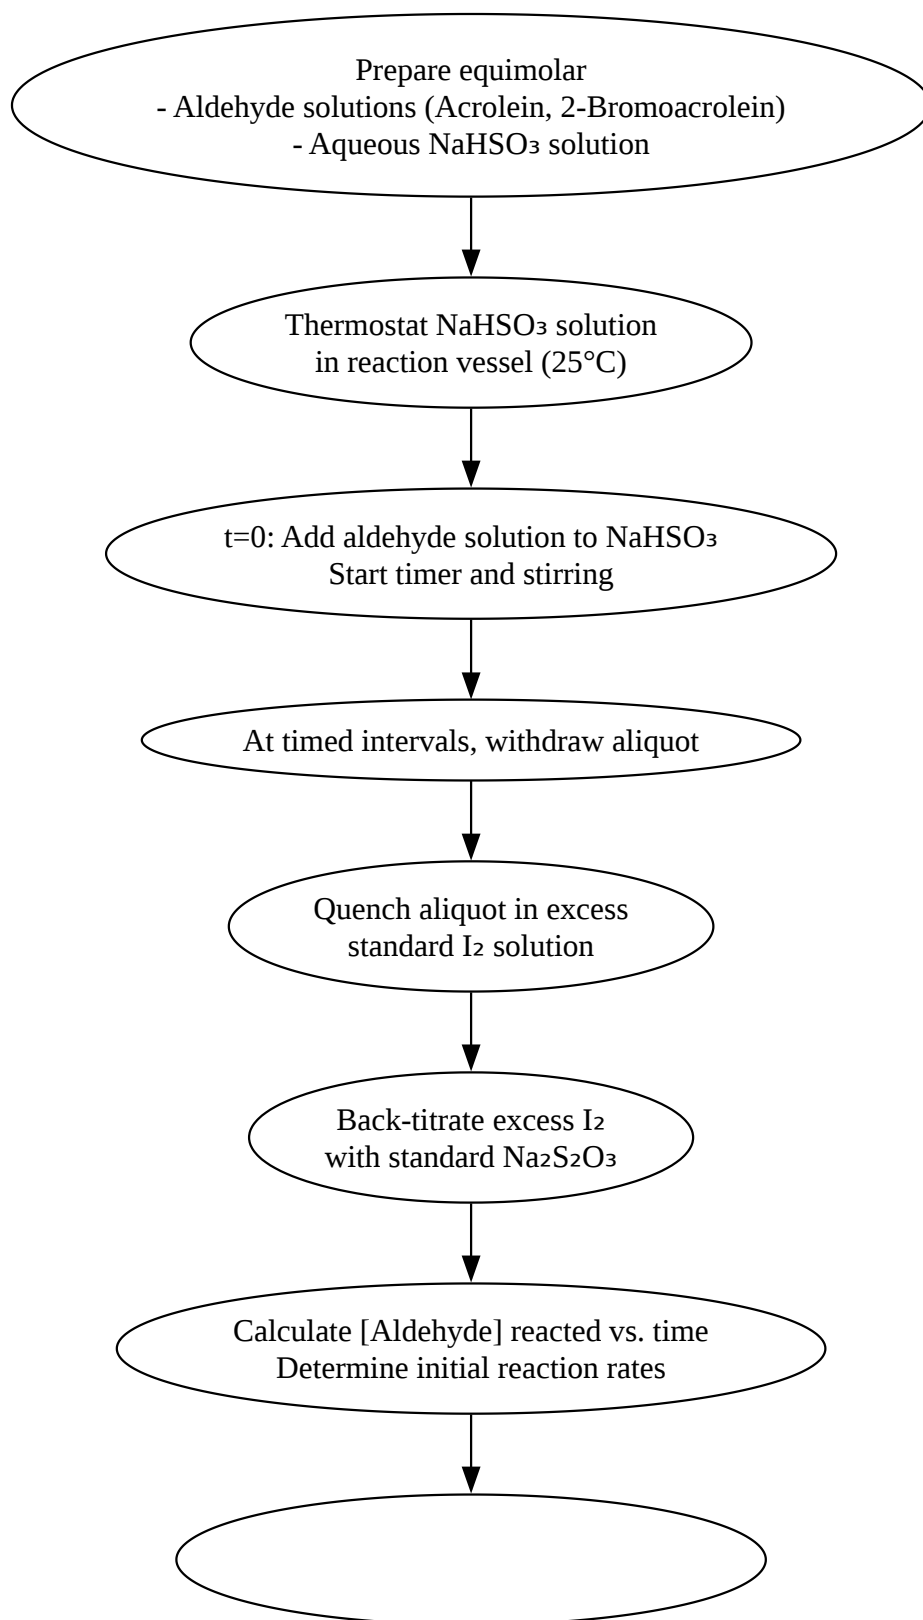 Prepare equimolar
- Aldehyde solutions (Acrolein, 2-Bromoacrolein)
- Aqueous NaHSO₃ solution
Thermostat NaHSO₃ solution
in reaction vessel (25°C)
t=0: Add aldehyde solution to NaHSO₃
Start timer and stirring
At timed intervals, withdraw aliquot
Quench aliquot in excess
standard I₂ solution
Back-titrate excess I₂
with standard Na₂S₂O₃
Calculate [Aldehyde] reacted vs. time
Determine initial reaction rates